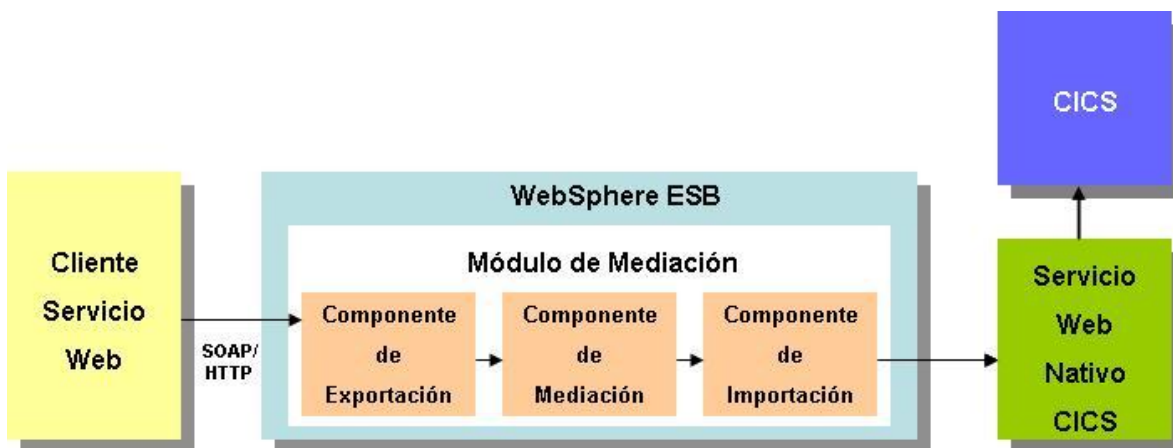 Cliente
Servicio
Web
SOAP/
HTTP
WebSphere ESB
Módulo de Mediación
Componente
de
Exportación
Componente
de
Mediación
Componente
de
Importación
CICS
Servicio
Web
Nativo
CICS